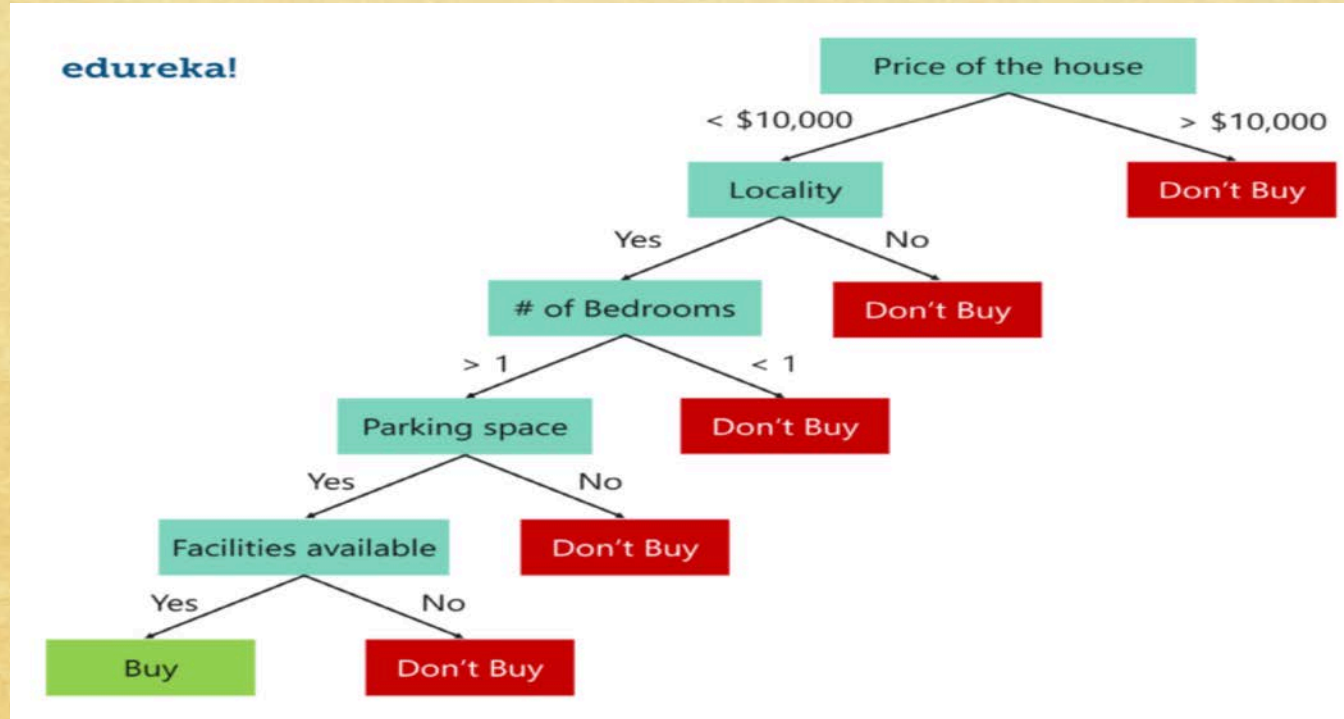 edureka!
Price of the house
< $10,000
> $10,000
Locality
Don't Buy
Yes
No
# of Bedrooms
Don't Buy
> 1
< 1
Parking space
Don't Buy
Yes
No
Facilities available
Don't Buy
Yes
No
Buy
Don't Buy